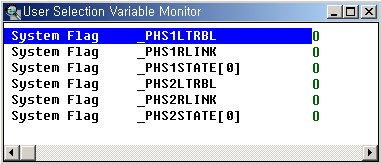 User Selection Variable Monitor
System Flag _PHS1LTRBL 0
System Flag _PHS1RLINK 0
System Flag _PHS1STATE[0] 0
System Flag _PHS2LTRBL 0
System Flag _PHS2RLINK 0
System Flag _PHS2STATE[0] 0